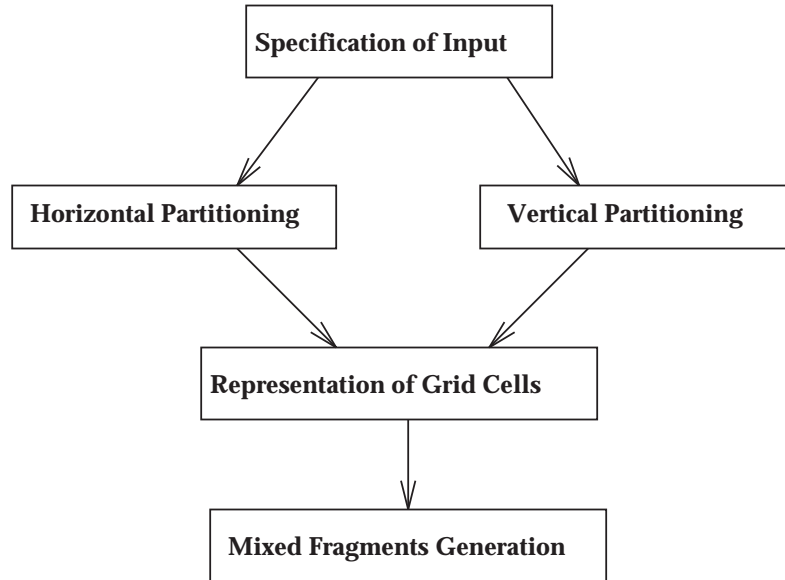 Specification of Input
Horizontal Partitioning
Vertical Partitioning
Representation of Grid Cells
Mixed Fragments Generation